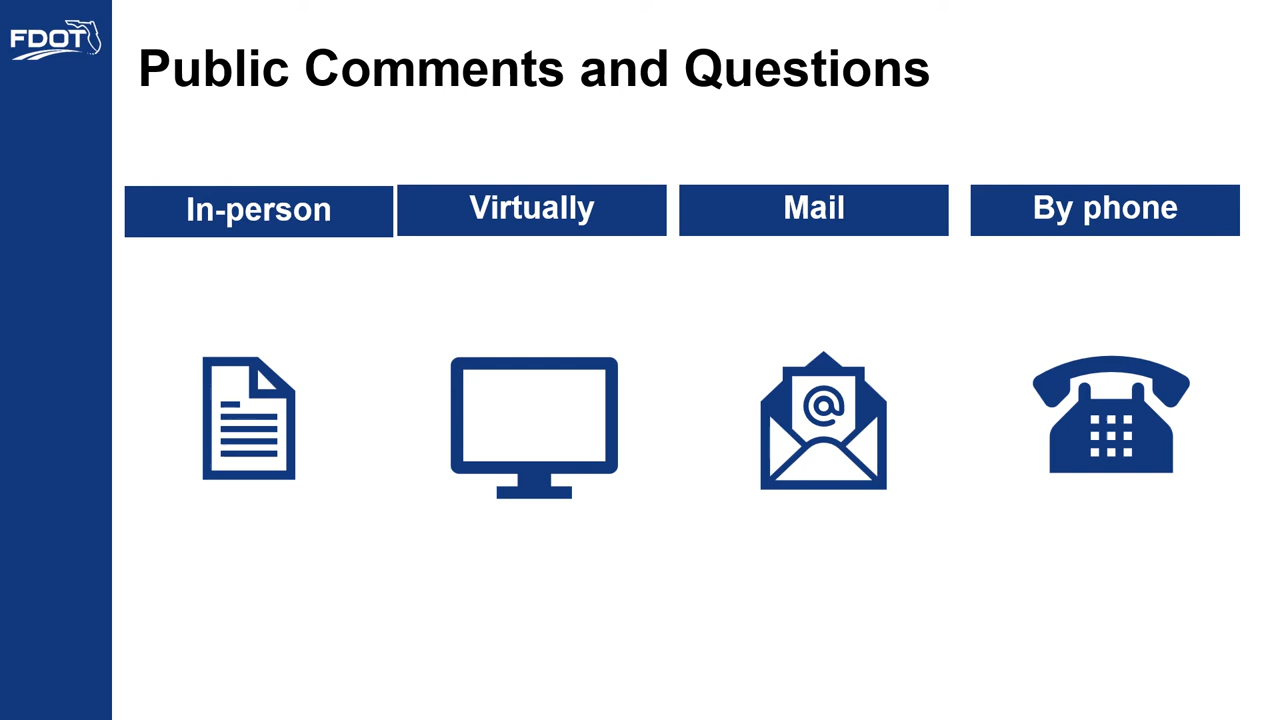 FDOT
Public Comments and Questions
In-person
Virtually
Mail
By phone
@